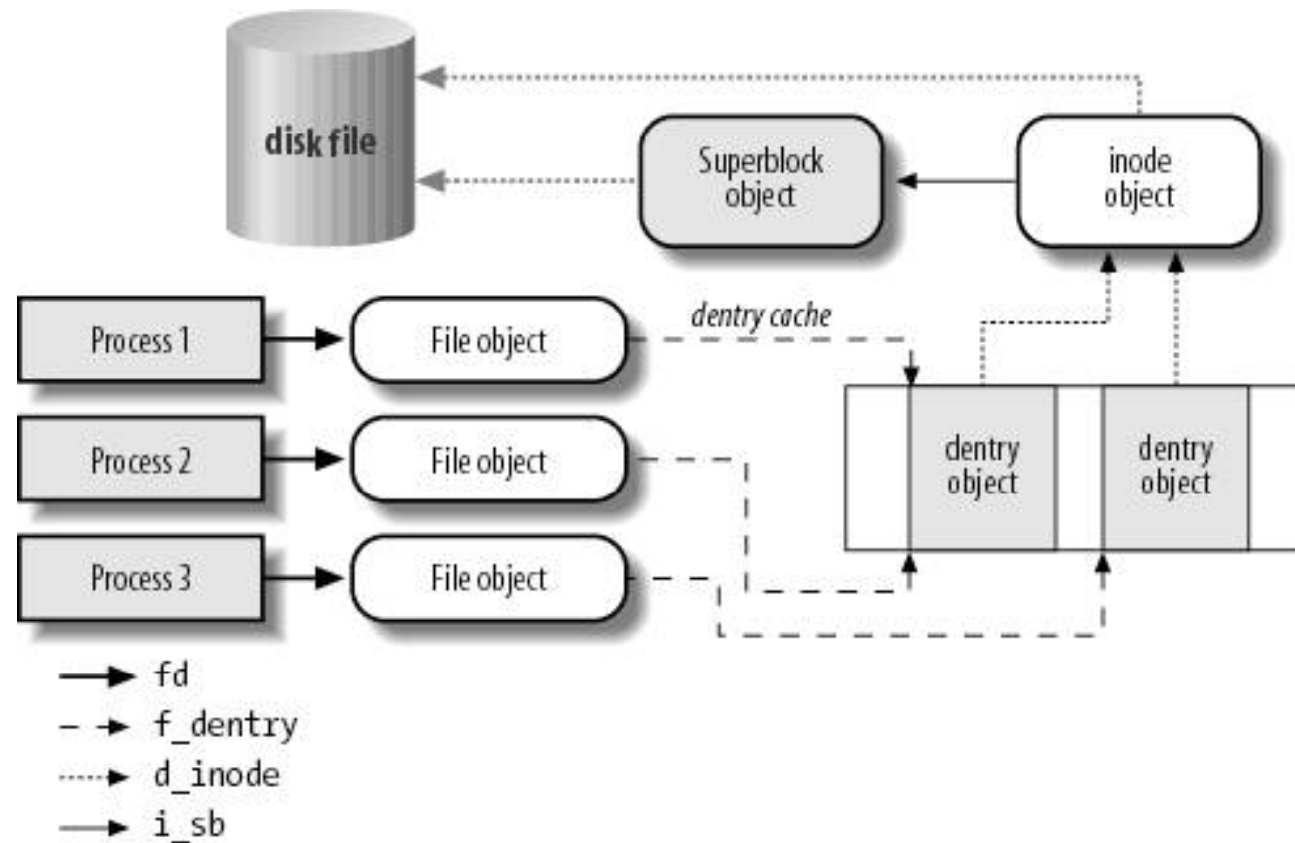 disk file
Superblock
object
inode
object
Process 1
File object
dentry cache
Process 2
File object
dentry
object
dentry
object
Process 3
File object
fd
f_dentry
d_inode
i_sb